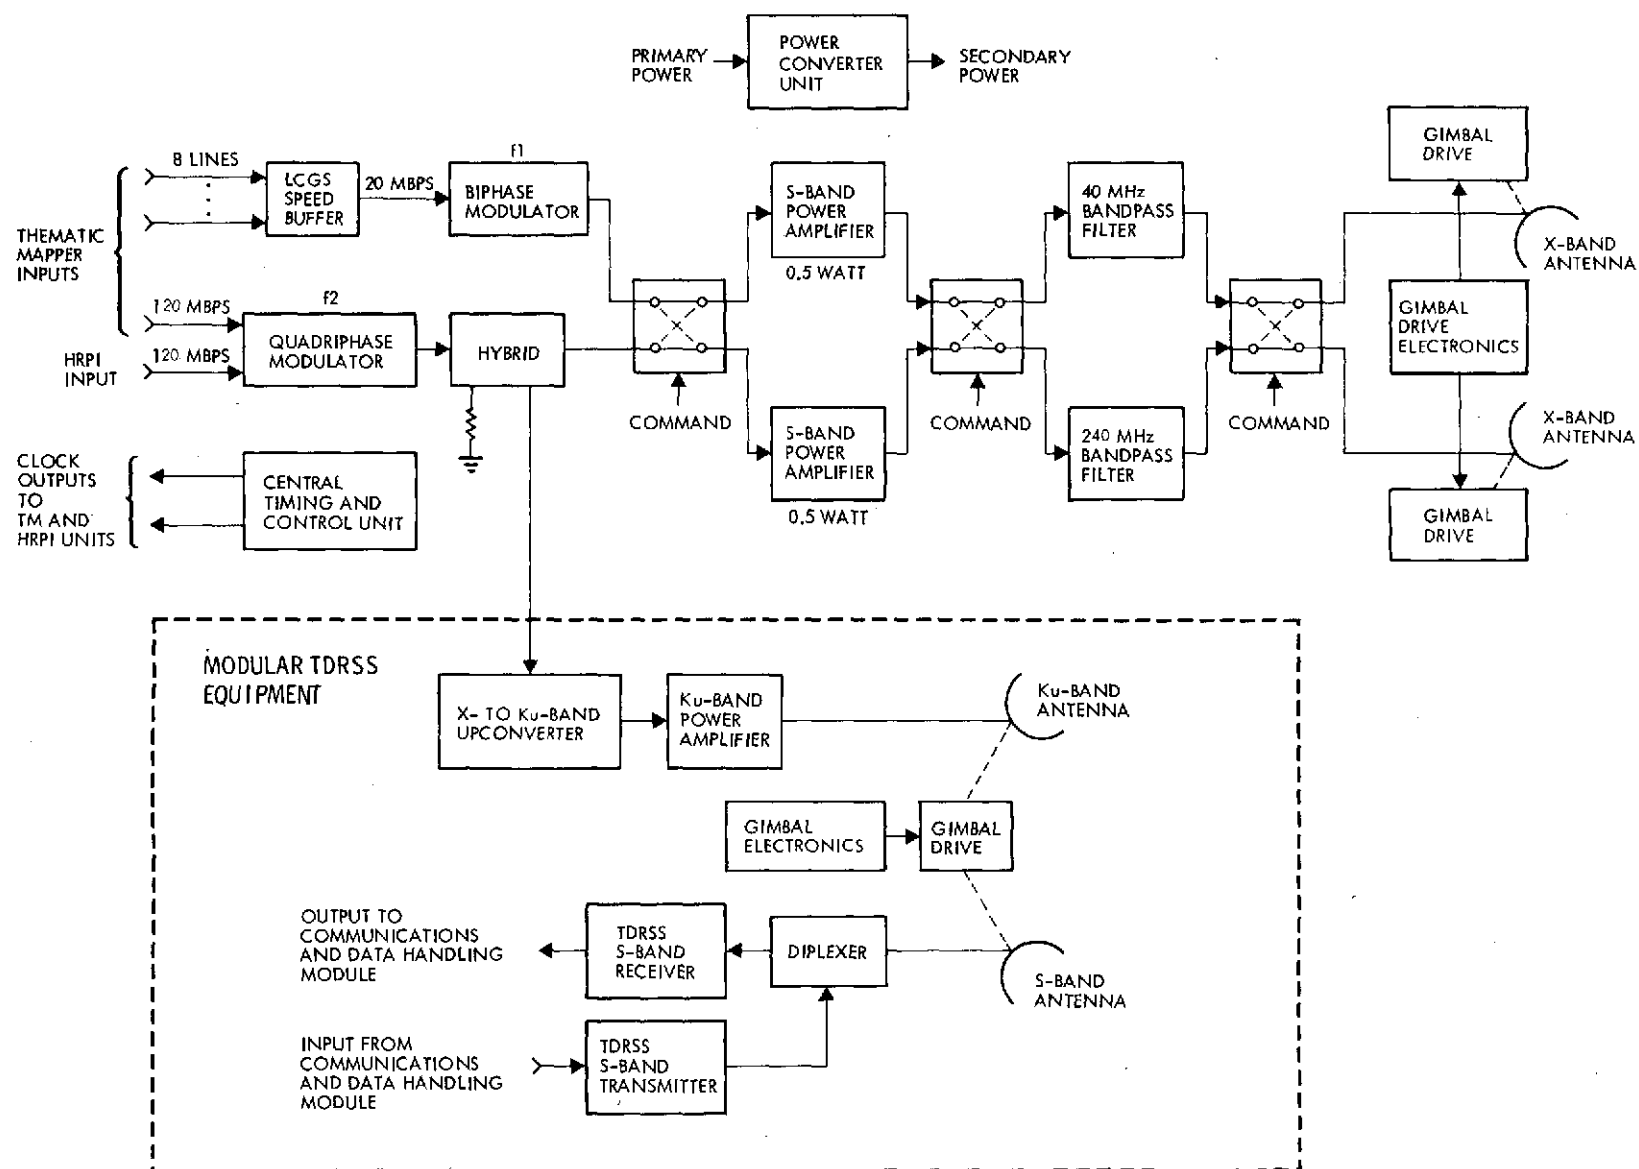 PRIMARY
POWER
POWER
CONVERTER
UNIT
SECONDARY
POWER
THEMATIC
MAPPER
INPUTS
8 LINES
LCGS
SPEED
BUFFER
20 MBPS
f1
BIPHASE
MODULATOR
120 MBPS
HRPI
INPUT
120 MBPS
f2
QUADRIPHASE
MODULATOR
HYBRID
COMMAND
S-BAND
POWER
AMPLIFIER
0.5 WATT
S-BAND
POWER
AMPLIFIER
0.5 WATT
COMMAND
40 MHz
BANDPASS
FILTER
240 MHz
BANDPASS
FILTER
COMMAND
GIMBAL
DRIVE
X-BAND
ANTENNA
GIMBAL
DRIVE
ELECTRONICS
X-BAND
ANTENNA
GIMBAL
DRIVE
CLOCK
OUTPUTS
TO
TM AND
HRPI UNITS
CENTRAL
TIMING AND
CONTROL UNIT
MODULAR TDRSS
EQUIPMENT
X- TO Ku-BAND
UPCONVERTER
Ku-BAND
POWER
AMPLIFIER
Ku-BAND
ANTENNA
GIMBAL
ELECTRONICS
GIMBAL
DRIVE
OUTPUT TO
COMMUNICATIONS
AND DATA HANDLING
MODULE
TDRSS
S-BAND
RECEIVER
DIPLEXER
S-BAND
ANTENNA
INPUT FROM
COMMUNICATIONS
AND DATA HANDLING
MODULE
TDRSS
S-BAND
TRANSMITTER